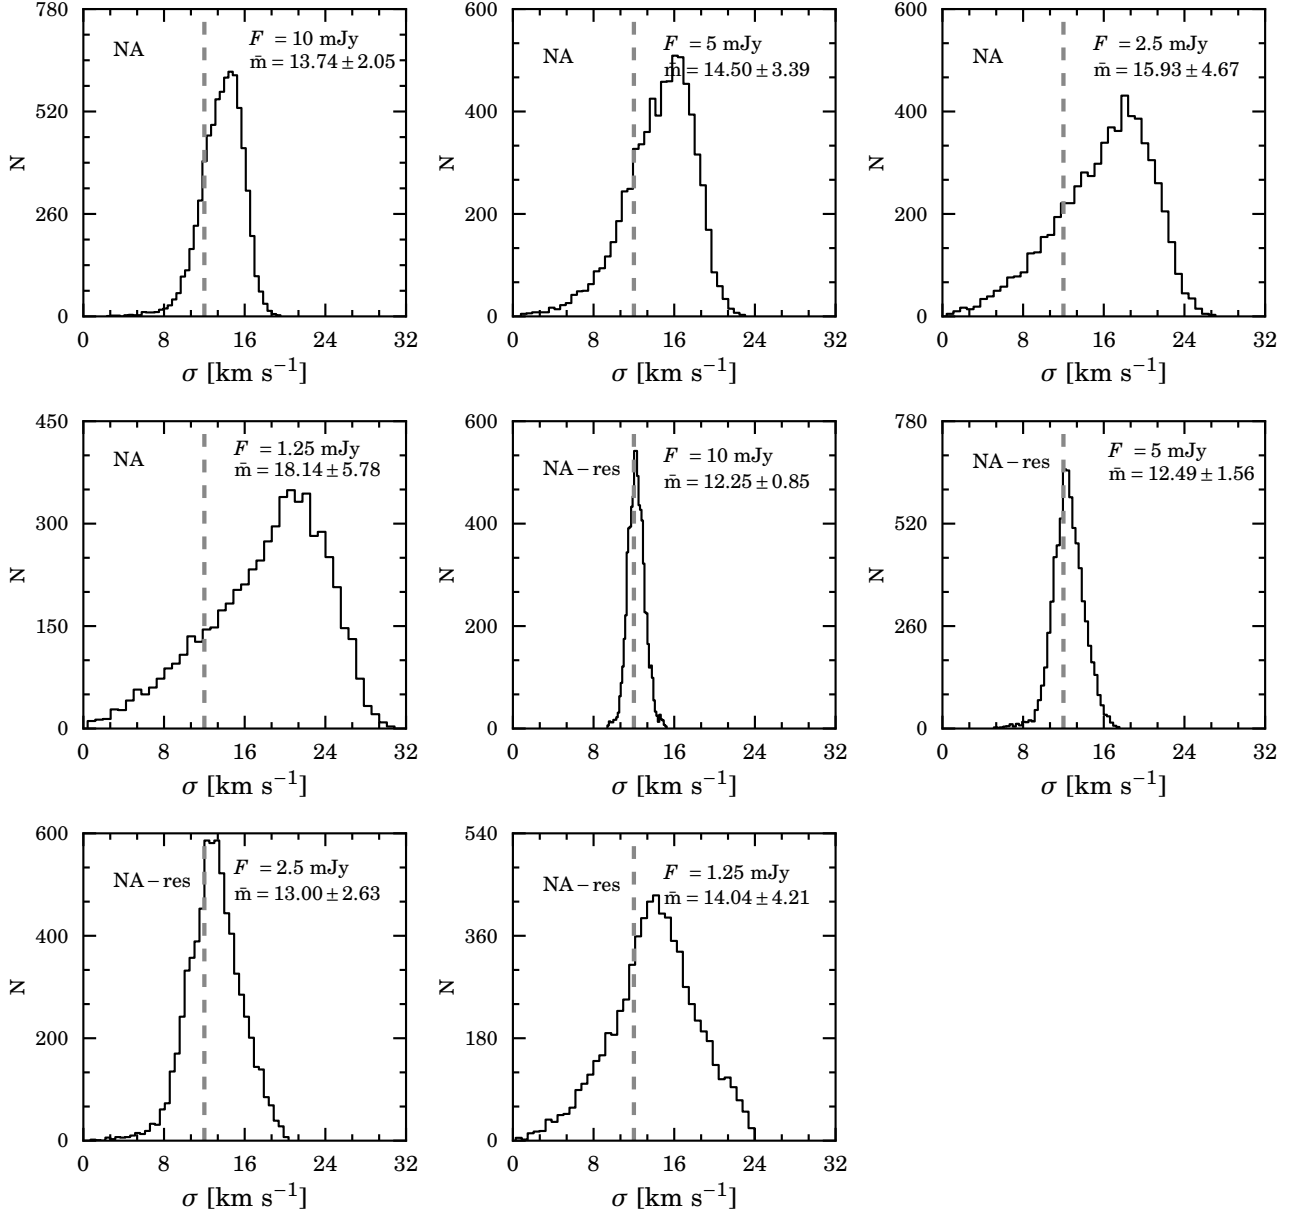 780
520
260
0
N
NA
F = 10 mJy
m̄ = 13.74 ± 2.05
0 8 16 24 32
σ [km s⁻¹]
600
400
200
0
N
NA
F = 5 mJy
m̄ = 14.50 ± 3.39
0 8 16 24 32
σ [km s⁻¹]
600
400
200
0
N
NA
F = 2.5 mJy
m̄ = 15.93 ± 4.67
0 8 16 24 32
σ [km s⁻¹]
450
300
150
0
N
NA
F = 1.25 mJy
m̄ = 18.14 ± 5.78
0 8 16 24 32
σ [km s⁻¹]
600
400
200
0
N
NA – res
F = 10 mJy
m̄ = 12.25 ± 0.85
0 8 16 24 32
σ [km s⁻¹]
780
520
260
0
N
NA – res
F = 5 mJy
m̄ = 12.49 ± 1.56
0 8 16 24 32
σ [km s⁻¹]
600
400
200
0
N
NA – res
F = 2.5 mJy
m̄ = 13.00 ± 2.63
0 8 16 24 32
σ [km s⁻¹]
540
360
180
0
N
NA – res
F = 1.25 mJy
m̄ = 14.04 ± 4.21
0 8 16 24 32
σ [km s⁻¹]